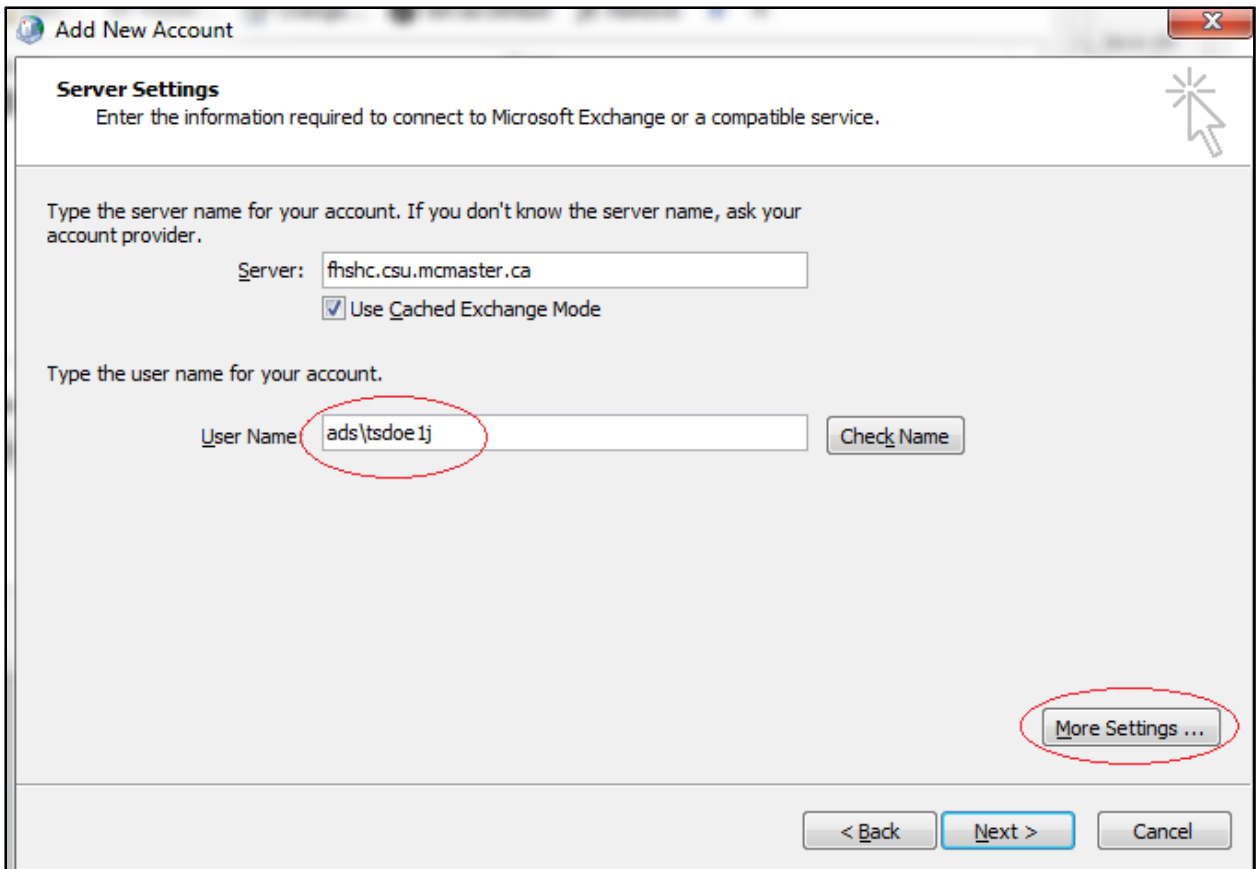 Add New Account
Server Settings
Enter the information required to connect to Microsoft Exchange or a compatible service.
Type the server name for your account. If you don't know the server name, ask your
account provider.
Server: fhshc.csu.mcmaster.ca
Use Cached Exchange Mode
Type the user name for your account.
User Name: ads\tsdoe1j Check Name
More Settings ...
< Back Next > Cancel